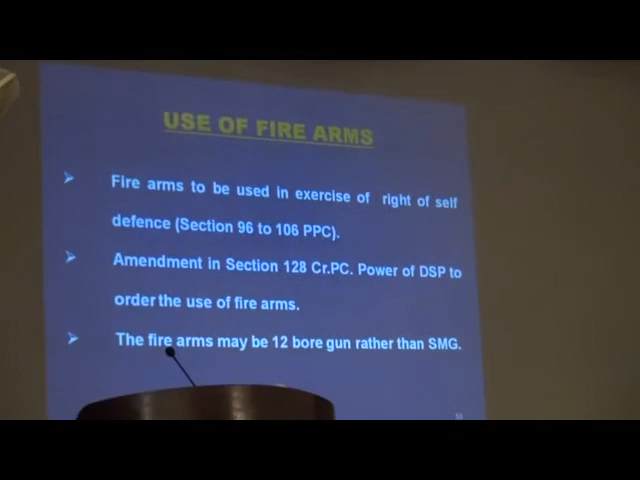 USE OF FIRE ARMS
➢ Fire arms to be used in exercise of right of self
defence (Section 96 to 106 PPC).
➢ Amendment in Section 128 Cr.PC. Power of DSP to
order the use of fire arms.
➢ The fire arms may be 12 bore gun rather than SMG.